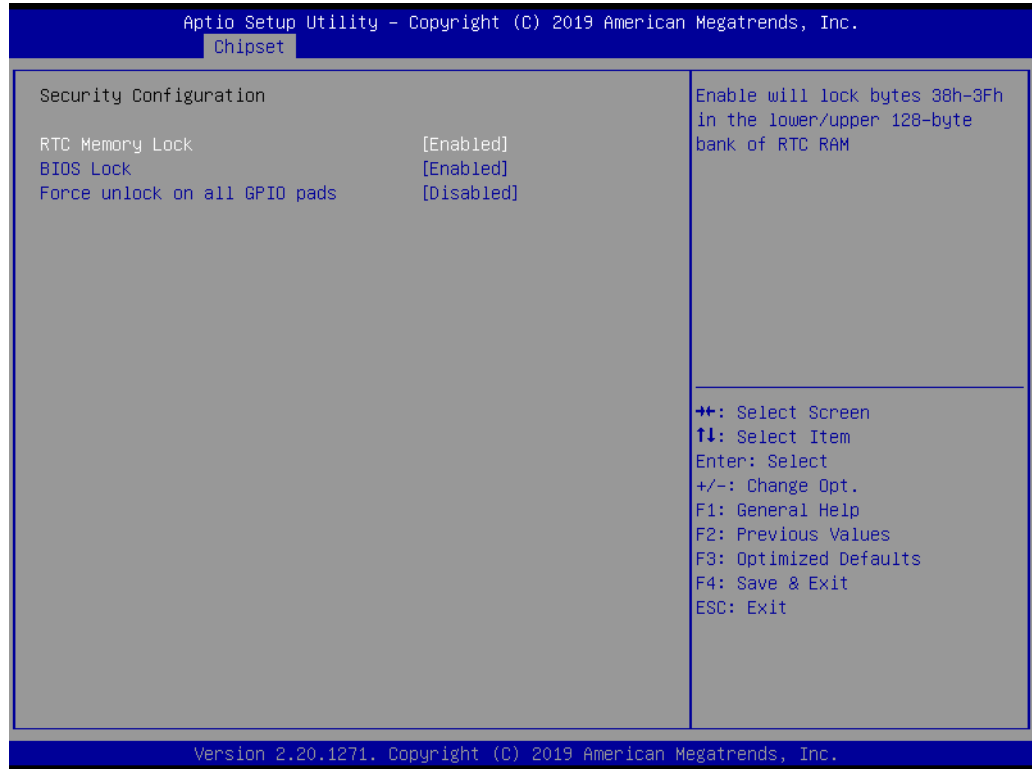 Aptio Setup Utility – Copyright (C) 2019 American Megatrends, Inc.
Chipset
Security Configuration
RTC Memory Lock [Enabled]
BIOS Lock [Enabled]
Force unlock on all GPIO pads [Disabled]
Enable will lock bytes 38h–3Fh
in the lower/upper 128–byte
bank of RTC RAM
→←: Select Screen
↑↓: Select Item
Enter: Select
+/–: Change Opt.
F1: General Help
F2: Previous Values
F3: Optimized Defaults
F4: Save & Exit
ESC: Exit
Version 2.20.1271. Copyright (C) 2019 American Megatrends, Inc.